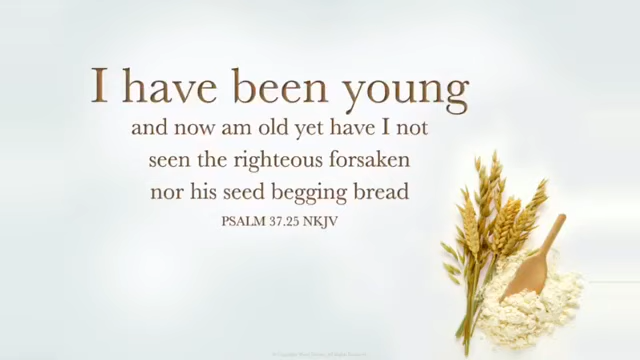 I have been young
and now am old yet have I not
seen the righteous forsaken
nor his seed begging bread
PSALM 37.25 NKJV